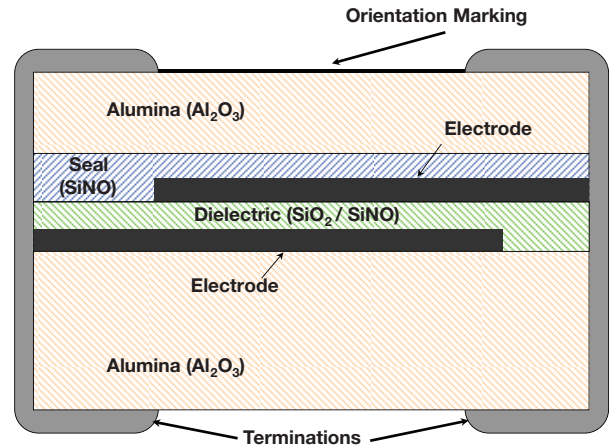 Orientation Marking
Alumina (Al₂O₃)
Electrode
Seal
(SiNO)
Dielectric (SiO₂ / SiNO)
Electrode
Alumina (Al₂O₃)
Terminations